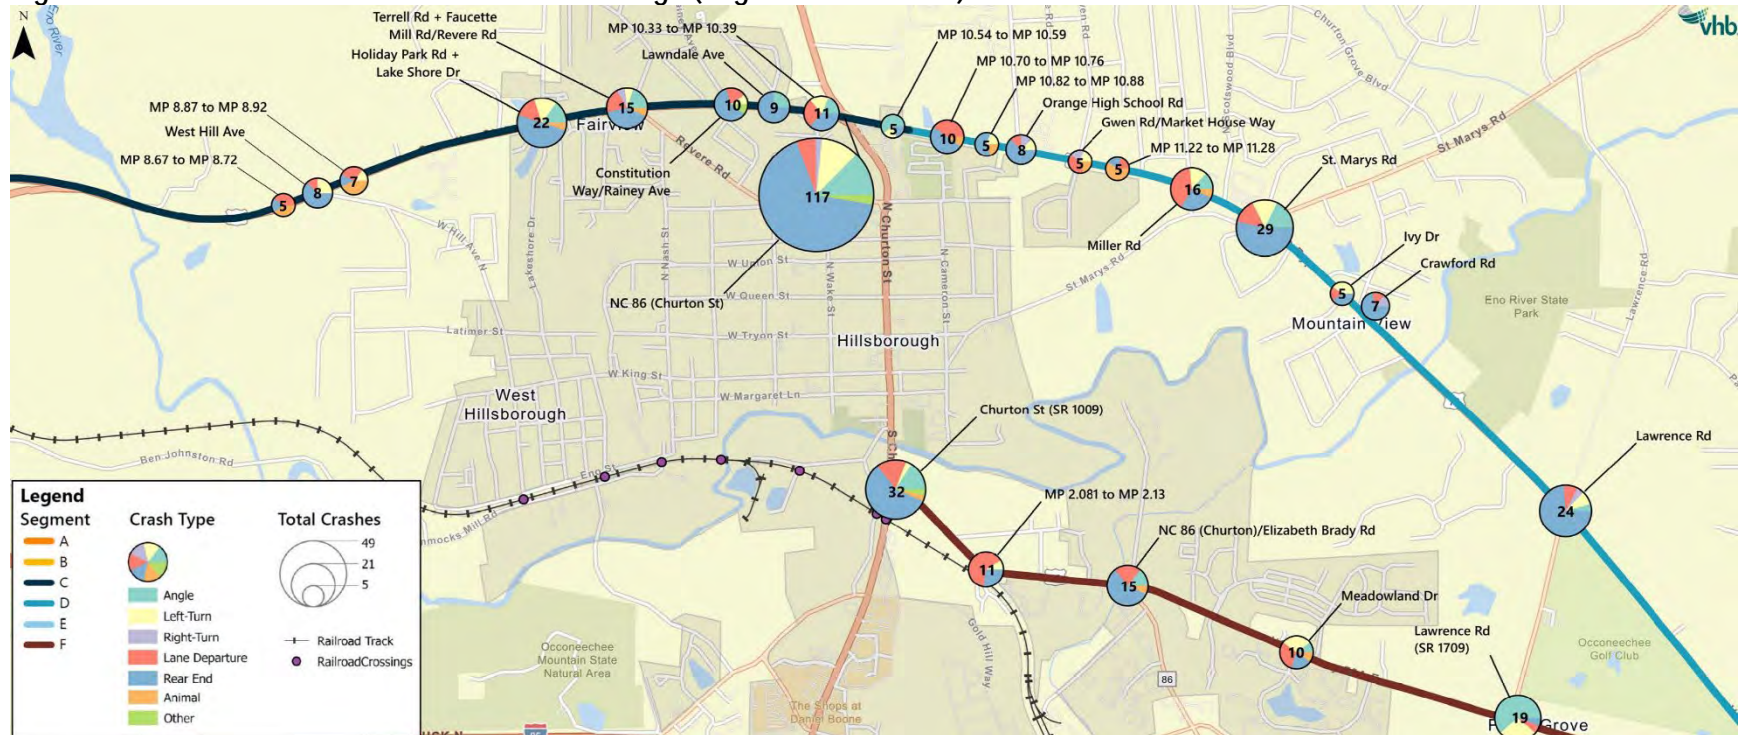 N
Eno River
vhb
Terrell Rd + Faucette
Mill Rd/Revere Rd
Holiday Park Rd +
Lake Shore Dr
MP 10.33 to MP 10.39
Lawndale Ave
MP 10.54 to MP 10.59
MP 10.70 to MP 10.76
MP 10.82 to MP 10.88
Orange High School Rd
Gwen Rd/Market House Way
MP 11.22 to MP 11.28
St. Marys Rd
MP 8.87 to MP 8.92
West Hill Ave
MP 8.67 to MP 8.72
Churton Grove Blvd
N Scotswood Blvd
St Marys Rd
5
8
7
22
15
10
9
11
5
10
5
8
5
5
16
29
5
7
Fairview
Revere Rd
Constitution
Way/Rainey Ave
117
N Churton St
NC 86 (Churton St)
Miller Rd
Ivy Dr
Crawford Rd
Mountain View
Eno River State
Park
Lawrence Rd
W Hill Ave N
Lakeshore Dr
N Nash St
N Wake St
N Cameron St
St Marys Rd
W Union St
W Queen St
W Tryon St
Latimer St
W King St
W Margaret Ln
Hillsborough
West
Hillsborough
Ben Johnston Rd
Eno St
Churton St (SR 1009)
32
MP 2.081 to MP 2.13
11
NC 86 (Churton)/Elizabeth Brady Rd
15
Meadowland Dr
10
Lawrence Rd
(SR 1709)
19
Lawrence Rd
24
Gold Hill Way
86
Occoneechee
Mountain State
Natural Area
The Shops at
Daniel Boone
Occoneechee
Golf Club
Legend
Segment
A
B
C
D
E
F
Crash Type
Angle
Left-Turn
Right-Turn
Lane Departure
Rear End
Animal
Other
Total Crashes
49
21
5
Railroad Track
RailroadCrossings